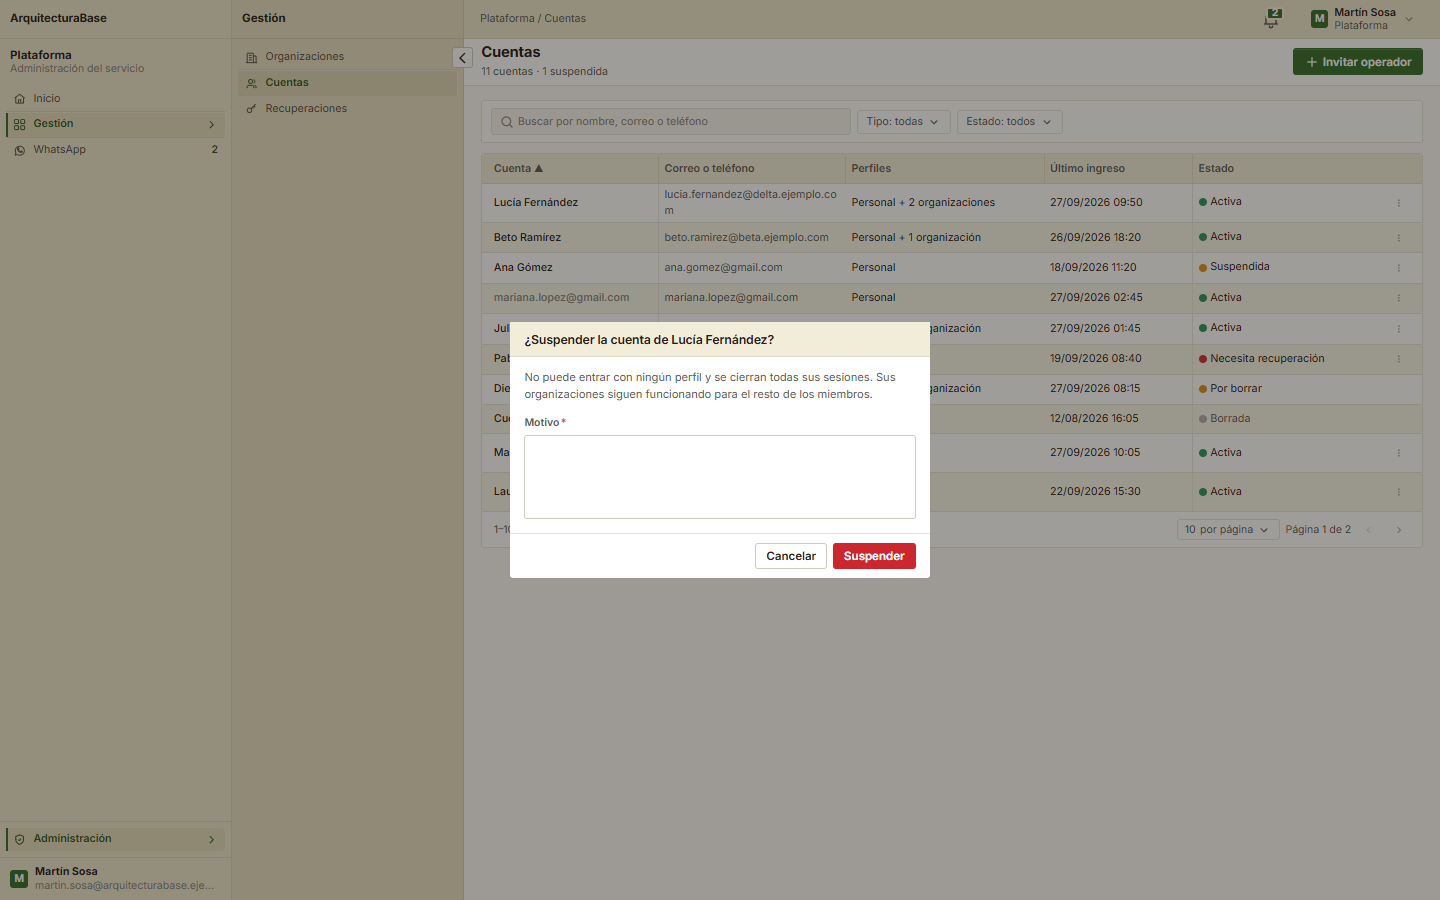 ArquitecturaBase
Plataforma
Administración del servicio
Inicio
Gestión
WhatsApp 2
Administración
M Martín Sosa
martin.sosa@arquitecturabase.eje...
Gestión
Organizaciones
Cuentas
Recuperaciones
Plataforma / Cuentas
2
M Martín Sosa
Plataforma
Cuentas
11 cuentas · 1 suspendida
Invitar operador
Buscar por nombre, correo o teléfono
Tipo: todas
Estado: todos
Cuenta ▲ Correo o teléfono Perfiles Último ingreso Estado
Lucía Fernández lucia.fernandez@delta.ejemplo.co
m Personal + 2 organizaciones 27/09/2026 09:50 Activa
Beto Ramírez beto.ramirez@beta.ejemplo.com Personal + 1 organización 26/09/2026 18:20 Activa
Ana Gómez ana.gomez@gmail.com Personal 18/09/2026 11:20 Suspendida
mariana.lopez@gmail.com mariana.lopez@gmail.com Personal 27/09/2026 02:45 Activa
Jul ganización 27/09/2026 01:45 Activa
Pab 19/09/2026 08:40 Necesita recuperación
Die ganización 27/09/2026 08:15 Por borrar
Cue 12/08/2026 16:05 Borrada
Ma 27/09/2026 10:05 Activa
Lau 22/09/2026 15:30 Activa
1–10 10 por página Página 1 de 2
¿Suspender la cuenta de Lucía Fernández?
No puede entrar con ningún perfil y se cierran todas sus sesiones. Sus
organizaciones siguen funcionando para el resto de los miembros.
Motivo *
Cancelar
Suspender